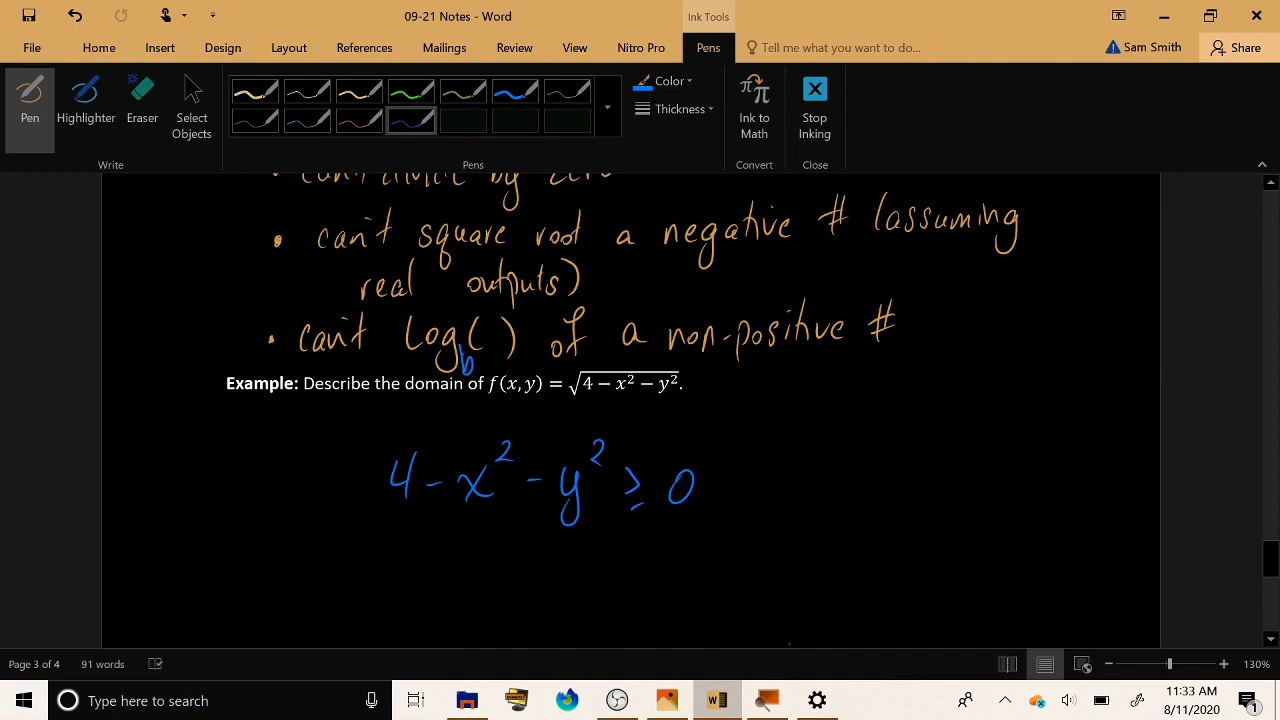 09-21 Notes - Word
Ink Tools
File Home Insert Design Layout References Mailings Review View Nitro Pro Pens Tell me what you want to do... Sam Smith Share
Pen Highlighter Eraser Select Objects
Color
Thickness
Ink to Math
Stop Inking
Write Pens Convert Close
by zero
• can't square root a negative # (assuming
real outputs)
• can't log_b( ) of a non-positive #
Example: Describe the domain of f(x, y) = √(4 − x² − y²).
4 - x² - y² ≥ 0
Page 3 of 4 91 words 130%
Type here to search
11:33 AM
8/11/2020
1